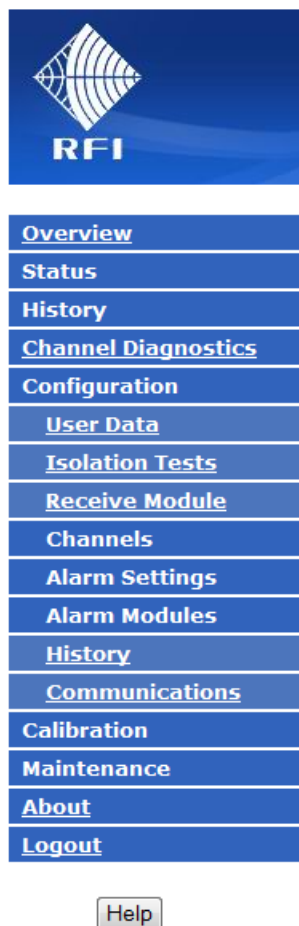 RFI
Overview
Status
History
Channel Diagnostics
Configuration
User Data
Isolation Tests
Receive Module
Channels
Alarm Settings
Alarm Modules
History
Communications
Calibration
Maintenance
About
Logout
Help